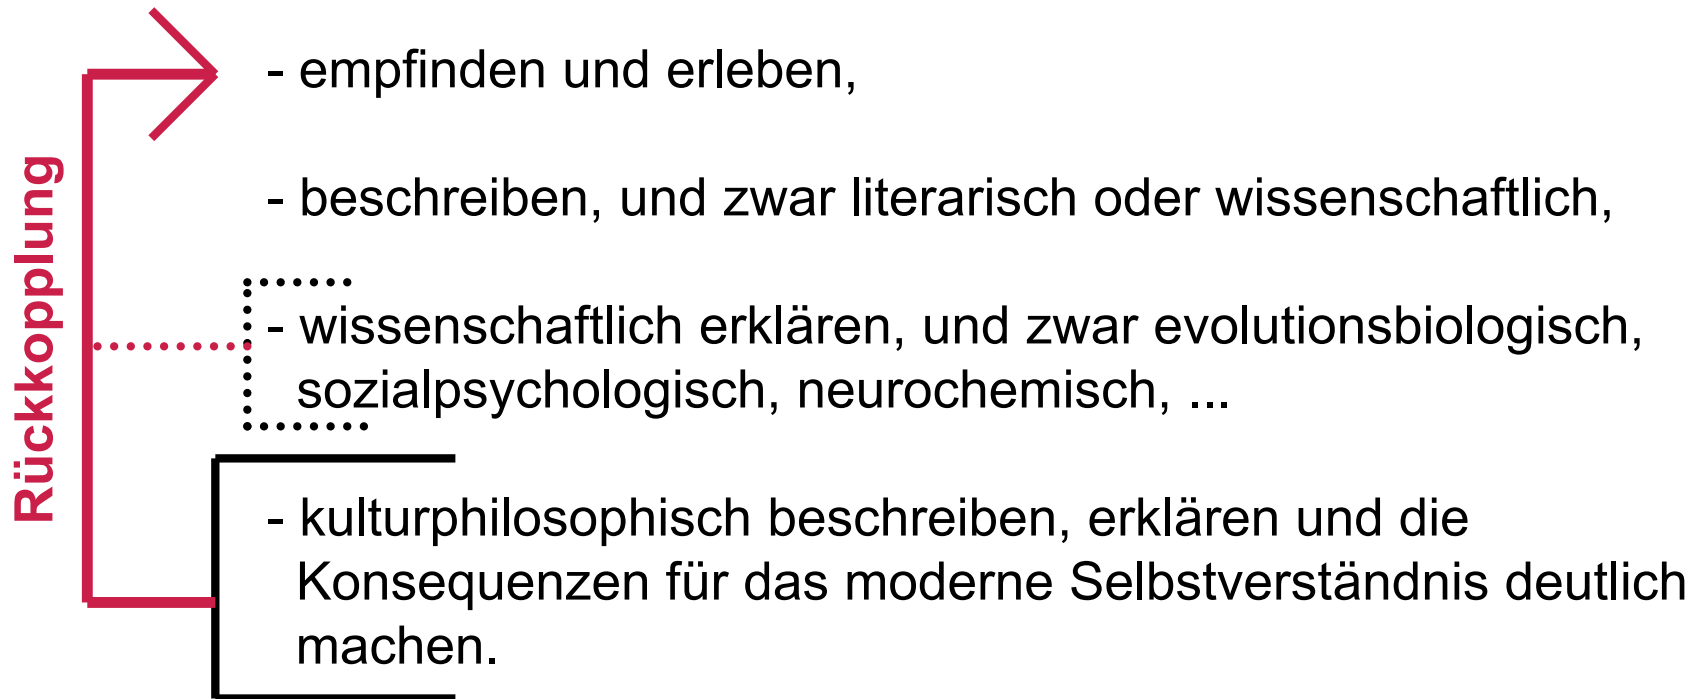 Rückkopplung
- empfinden und erleben,
- beschreiben, und zwar literarisch oder wissenschaftlich,
- wissenschaftlich erklären, und zwar evolutionsbiologisch,
sozialpsychologisch, neurochemisch, ...
- kulturphilosophisch beschreiben, erklären und die
Konsequenzen für das moderne Selbstverständnis deutlich
machen.